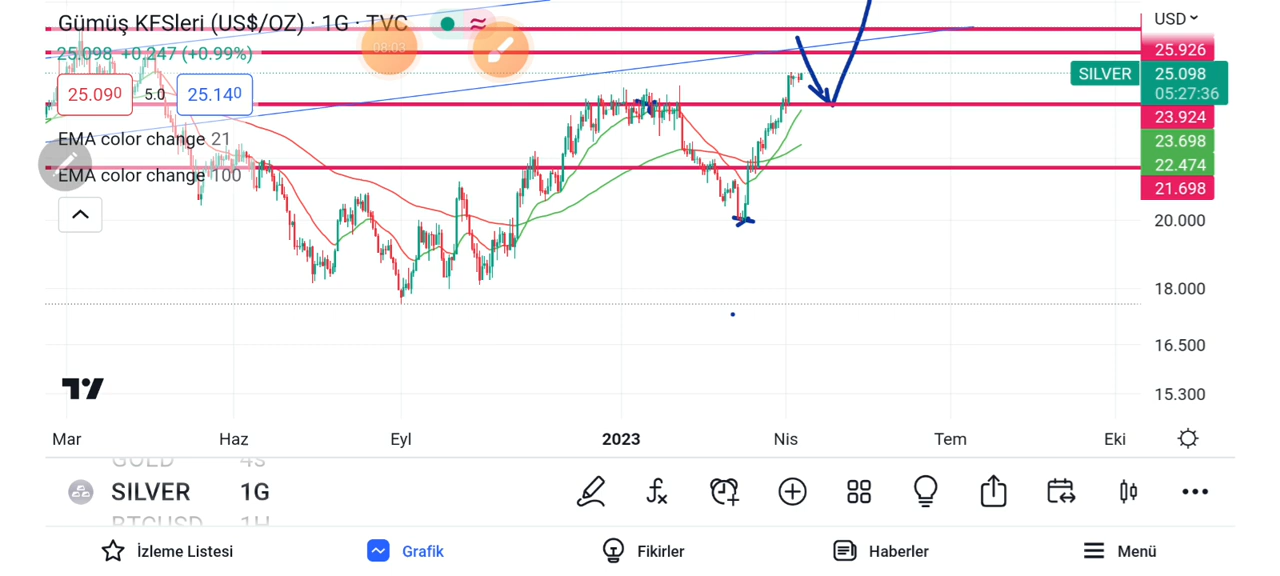 Gümüş KFSleri (US$/OZ) · 1G · TVC
USD
25.098 +0.247 (+0.99%)
08:03
25.926
SILVER 25.098
05:27:36
25.090 5.0 25.140
23.924
EMA color change 21
23.698
22.474
EMA color change 100
21.698
20.000
18.000
16.500
15.300
Mar Haz Eyl 2023 Nis Tem Eki
GOLD 4s
SILVER 1G
BTCUSD 1H
İzleme Listesi Grafik Fikirler Haberler Menü